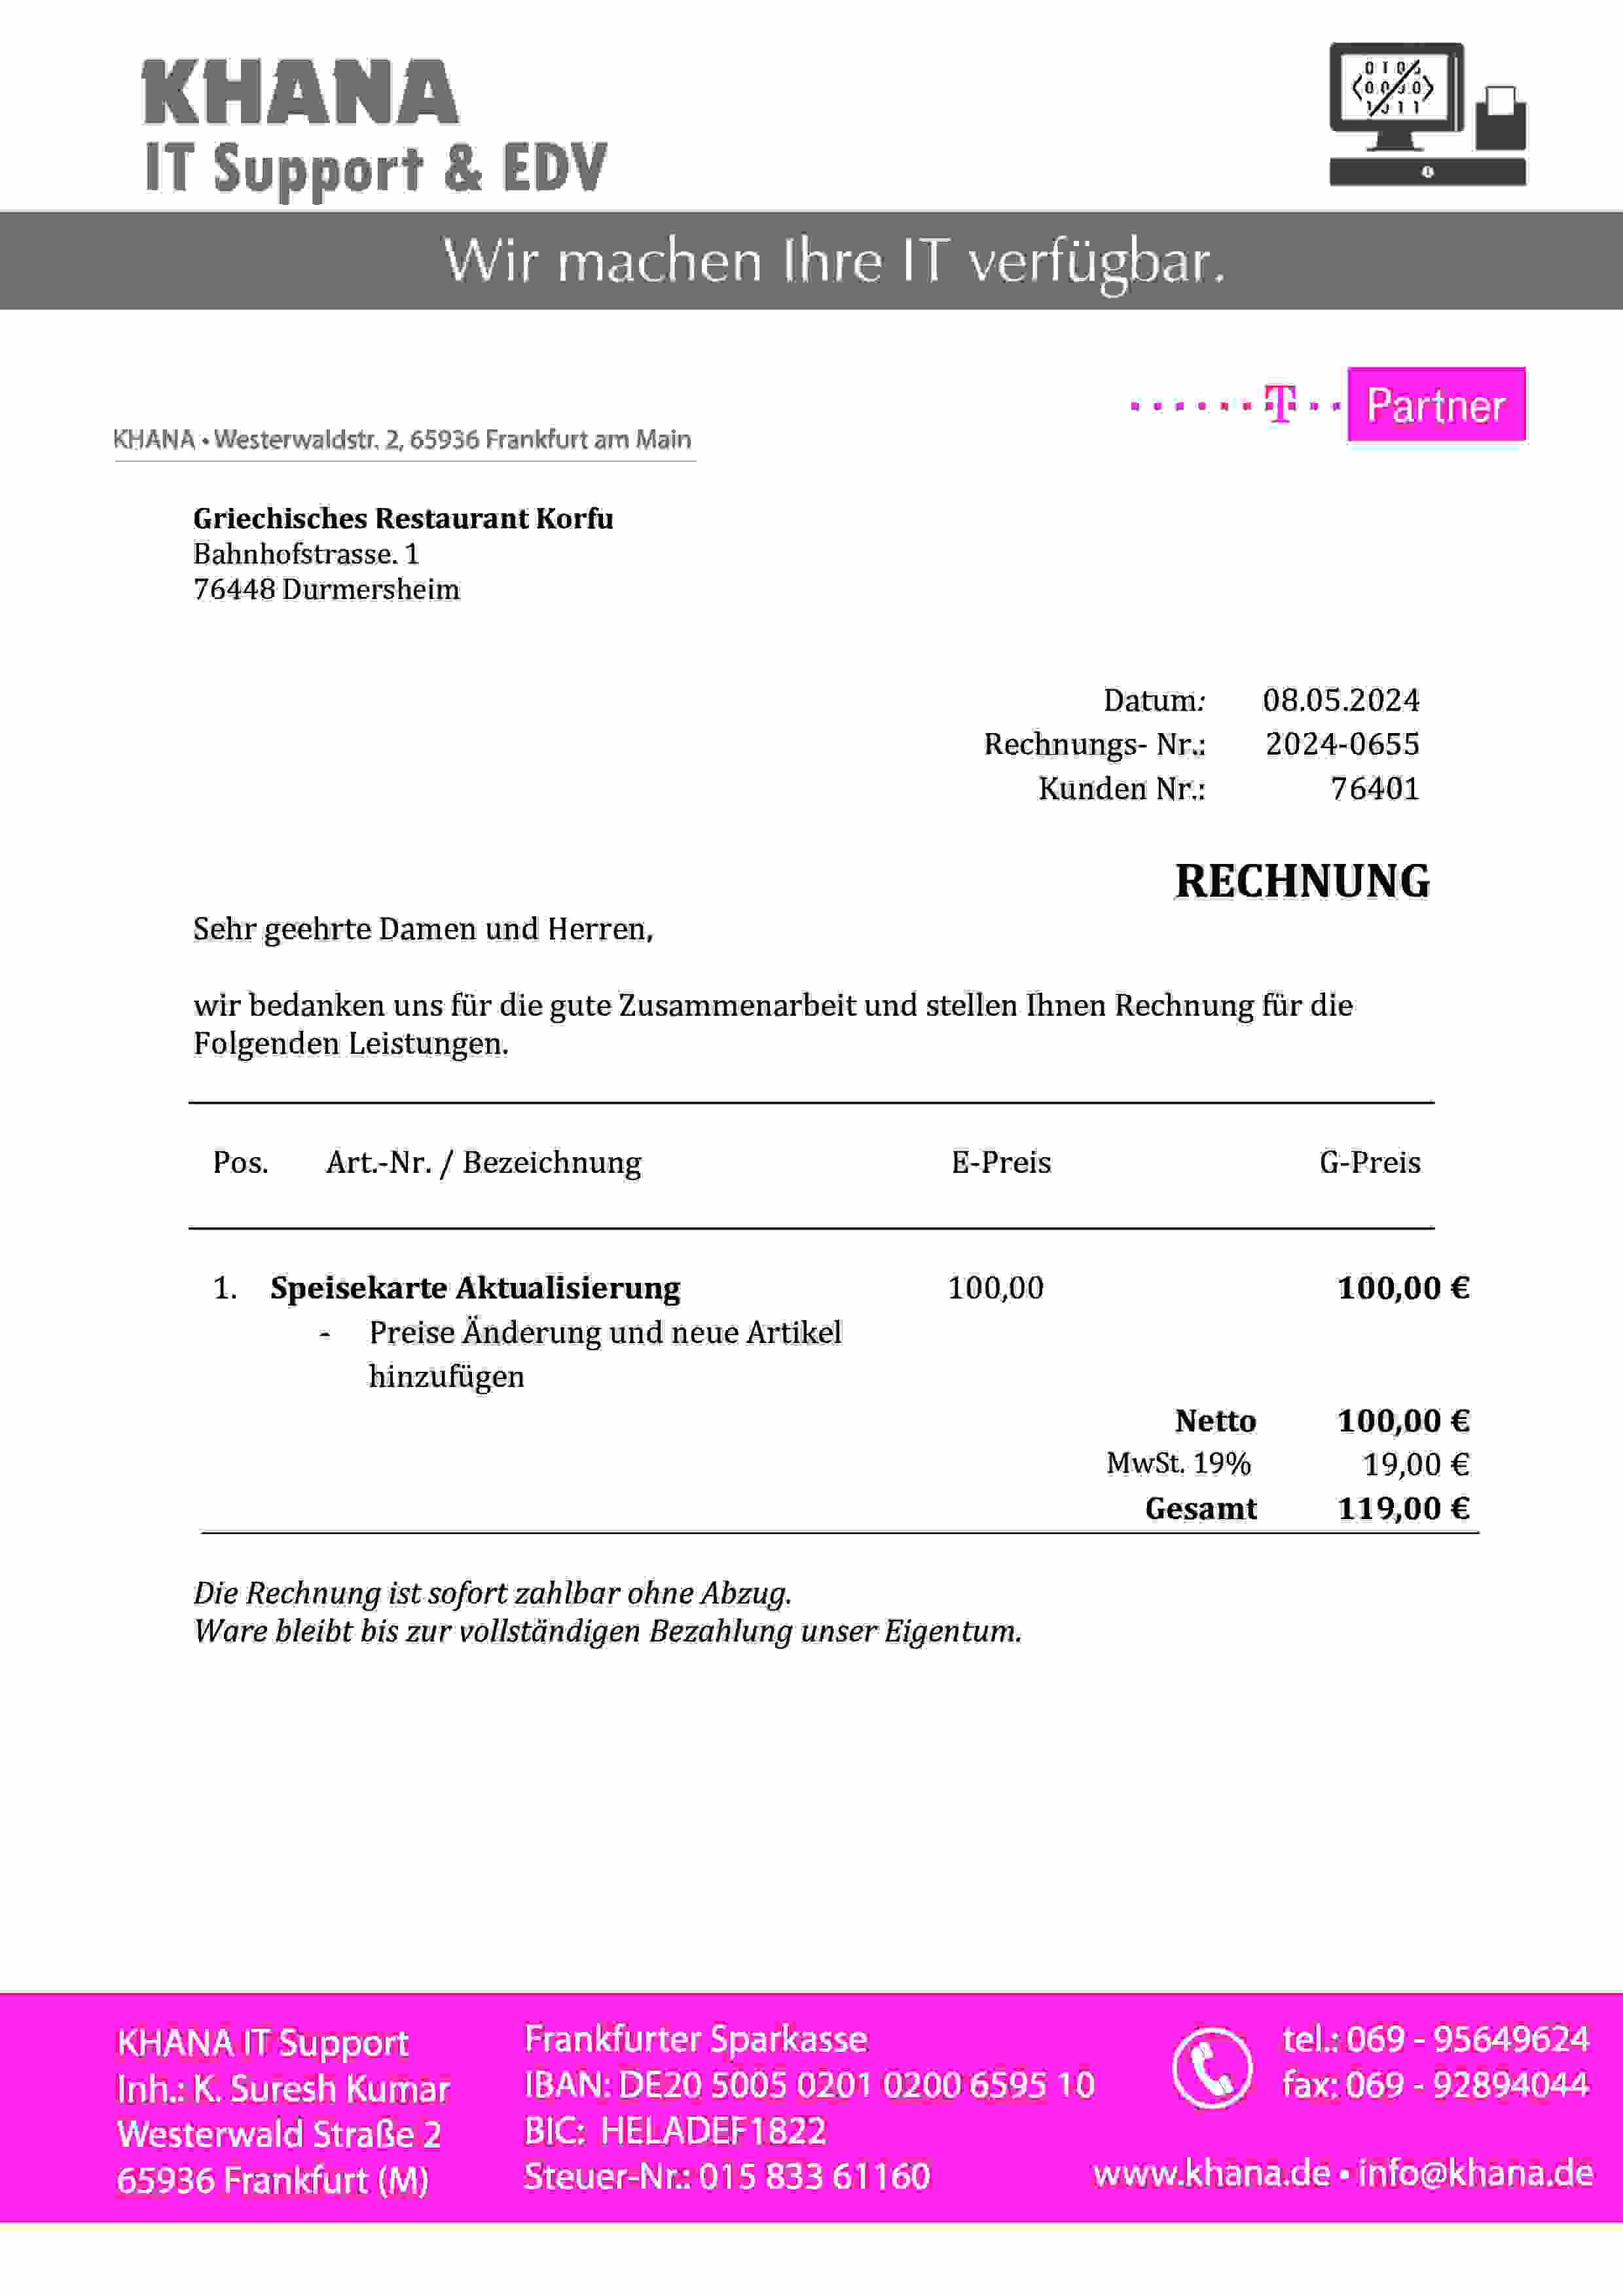 KHANA
IT Support & EDV
Wir machen Ihre IT verfügbar.
T Partner
KHANA • Westerwaldstr. 2, 65936 Frankfurt am Main
Griechisches Restaurant Korfu
Bahnhofstrasse. 1
76448 Durmersheim
Datum: 08.05.2024
Rechnungs- Nr.: 2024-0655
Kunden Nr.: 76401
RECHNUNG
Sehr geehrte Damen und Herren,
wir bedanken uns für die gute Zusammenarbeit und stellen Ihnen Rechnung für die
Folgenden Leistungen.
Pos. Art.-Nr. / Bezeichnung E-Preis G-Preis
1. Speisekarte Aktualisierung 100,00 100,00 €
- Preise Änderung und neue Artikel
hinzufügen
Netto 100,00 €
MwSt. 19% 19,00 €
Gesamt 119,00 €
Die Rechnung ist sofort zahlbar ohne Abzug.
Ware bleibt bis zur vollständigen Bezahlung unser Eigentum.
KHANA IT Support
Inh.: K. Suresh Kumar
Westerwald Straße 2
65936 Frankfurt (M)
Frankfurter Sparkasse
IBAN: DE20 5005 0201 0200 6595 10
BIC: HELADEF1822
Steuer-Nr.: 015 833 61160
tel.: 069 - 95649624
fax: 069 - 92894044
www.khana.de • info@khana.de